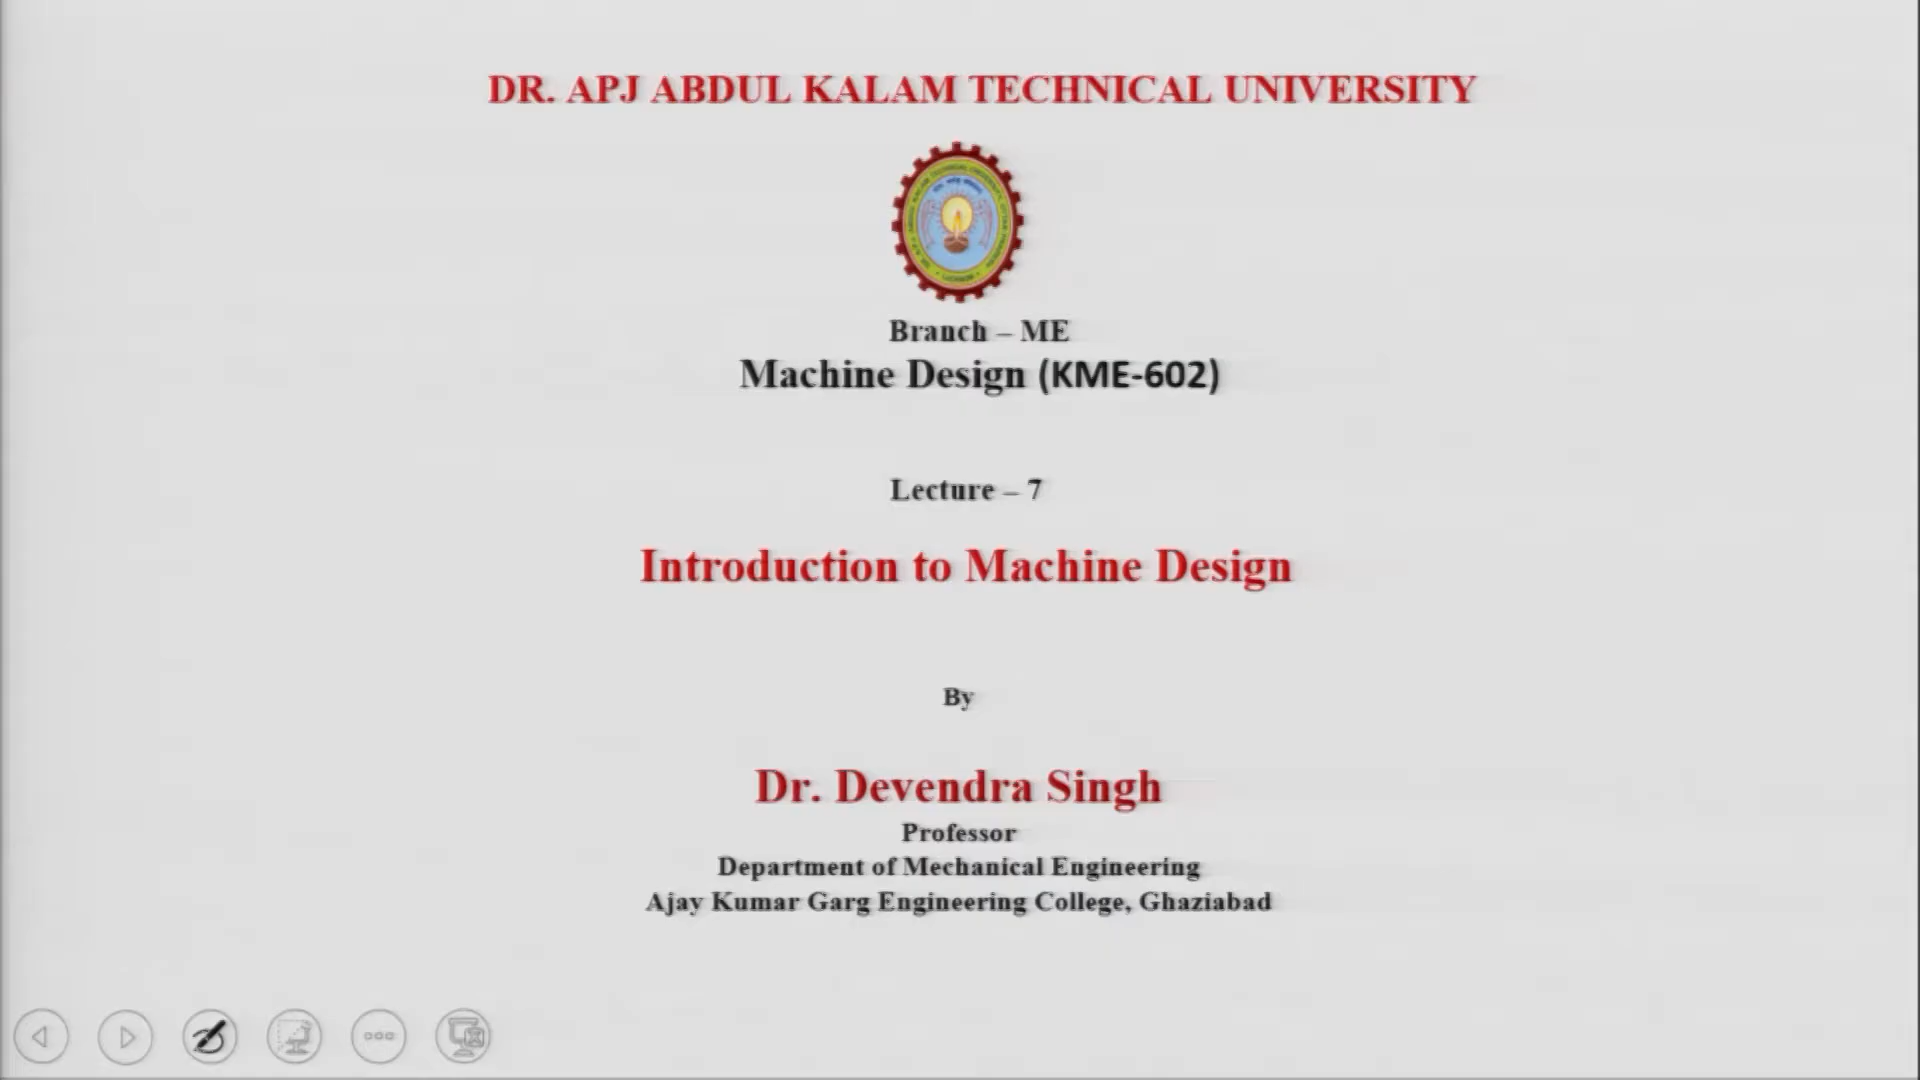 DR. APJ ABDUL KALAM TECHNICAL UNIVERSITY
Branch – ME
Machine Design (KME-602)
Lecture – 7
Introduction to Machine Design
By
Dr. Devendra Singh
Professor
Department of Mechanical Engineering
Ajay Kumar Garg Engineering College, Ghaziabad